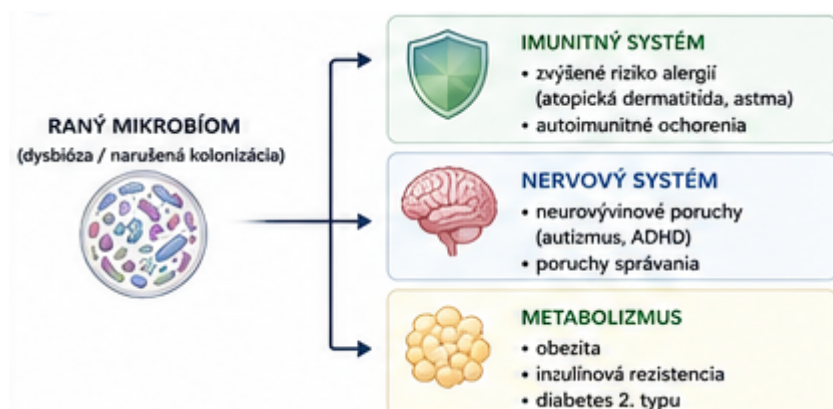 RANÝ MIKROBÍOM
(dysbióza / narušená kolonizácia)
IMUNITNÝ SYSTÉM
• zvýšené riziko alergií
(atopická dermatitída, astma)
• autoimunitné ochorenia
NERVOVÝ SYSTÉM
• neurovývinové poruchy
(autizmus, ADHD)
• poruchy správania
METABOLIZMUS
• obezita
• inzulínová rezistencia
• diabetes 2. typu